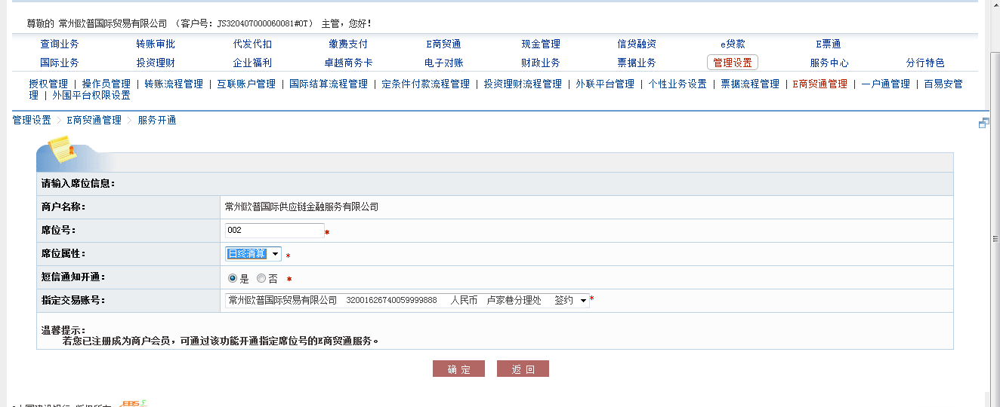 尊敬的 常州欧普国际贸易有限公司 （客户号：JS320407000060081#OT） 主管，您好！
查询业务 转账审批 代发代扣 缴费支付 E商贸通 现金管理 信贷融资 e贷款 E票通
国际业务 投资理财 企业福利 卓越商务卡 电子对账 财政业务 票据业务 管理设置 服务中心 分行特色
授权管理 | 操作员管理 | 转账流程管理 | 互联账户管理 | 国际结算流程管理 | 定条件付款流程管理 | 投资理财流程管理 | 外联平台管理 | 个性业务设置 | 票据流程管理 | E商贸通管理 | 一户通管理 | 百易安管
理 | 外围平台权限设置
管理设置 > E商贸通管理 > 服务开通
请输入席位信息：
商户名称： 常州欧普国际供应链金融服务有限公司
席位号： 002 *
席位属性： 日终清算 *
短信通知开通： 是 否 *
指定交易账号： 常州欧普国际贸易有限公司 32001626740059999888 人民币 卢家巷分理处 签约 *
温馨提示：
若您已注册成为商户会员，可通过该功能开通指定席位号的E商贸通服务。
确 定 返 回
中国建设银行 版权所有